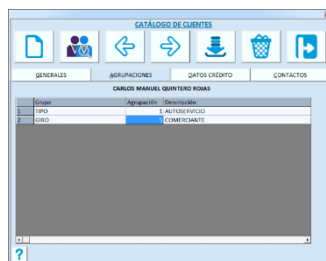 CATÁLOGO DE CLIENTES
GENERALES AGRUPACIONES DATOS CRÉDITO CONTACTOS
CARLOS MANUEL QUINTERO ROJAS
Grupo Agrupación Descripción
1 TIPO 1 AUTOSERVICIO
2 GIRO 5 COMERCIANTE
?